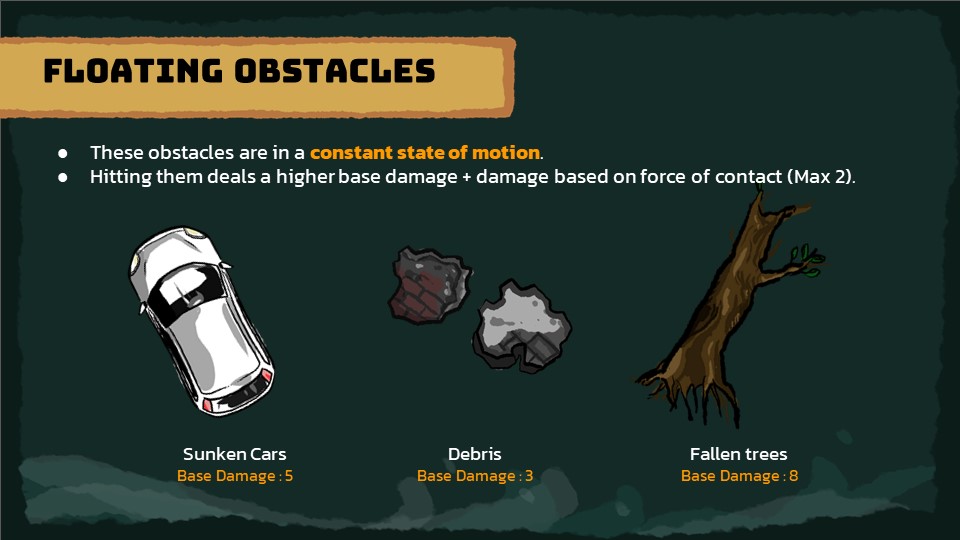 FLOATING OBSTACLES
● These obstacles are in a constant state of motion.
● Hitting them deals a higher base damage + damage based on force of contact (Max 2).
Sunken Cars
Base Damage : 5
Debris
Base Damage : 3
Fallen trees
Base Damage : 8